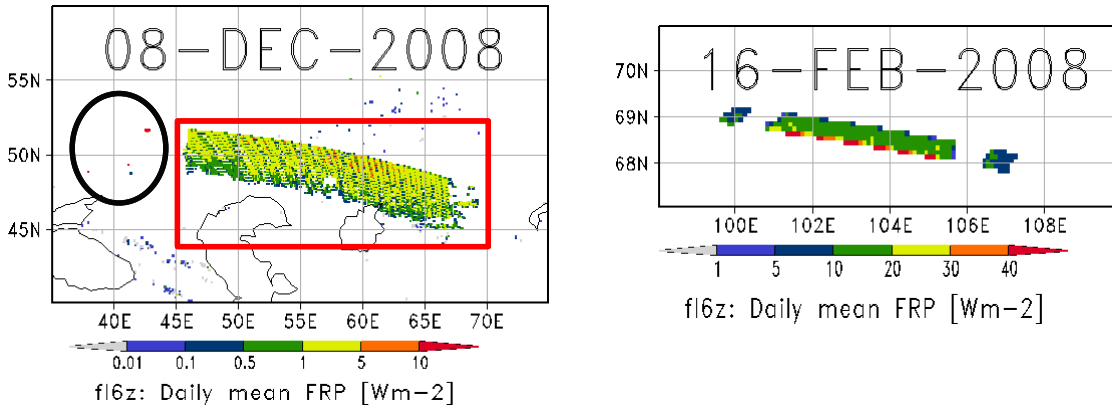 08-DEC-2008
55N
50N
45N
40E 45E 50E 55E 60E 65E 70E
0.01 0.1 0.5 1 5 10
fl6z: Daily mean FRP [Wm-2]
16-FEB-2008
70N
69N
68N
100E 102E 104E 106E 108E
1 5 10 20 30 40
fl6z: Daily mean FRP [Wm-2]